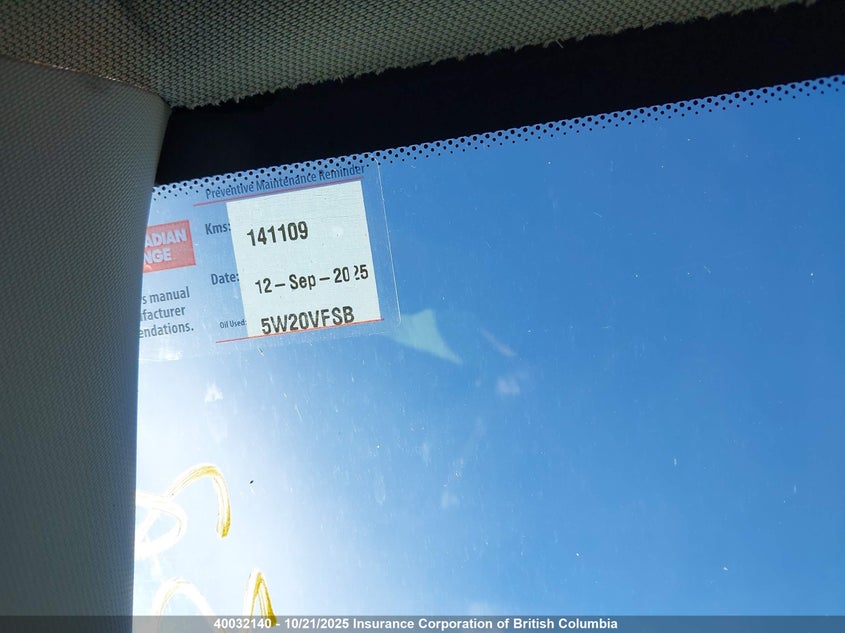 Preventive Maintenance Reminder
ADIAN
NGE
Kms: 141109
Date: 12-Sep-2025
's manual
ufacturer
endations.
Oil Used: 5W20VFSB
40032140 - 10/21/2025 Insurance Corporation of British Columbia